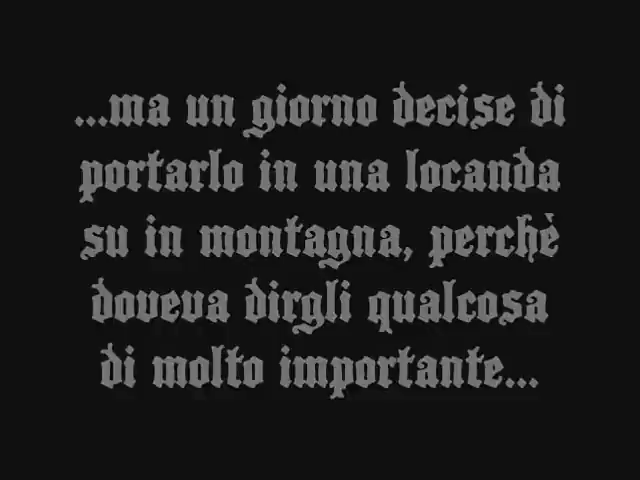 ...ma un giorno decise di
portarlo in una locanda
su in montagna, perchè
doveva dirgli qualcosa
di molto importante...